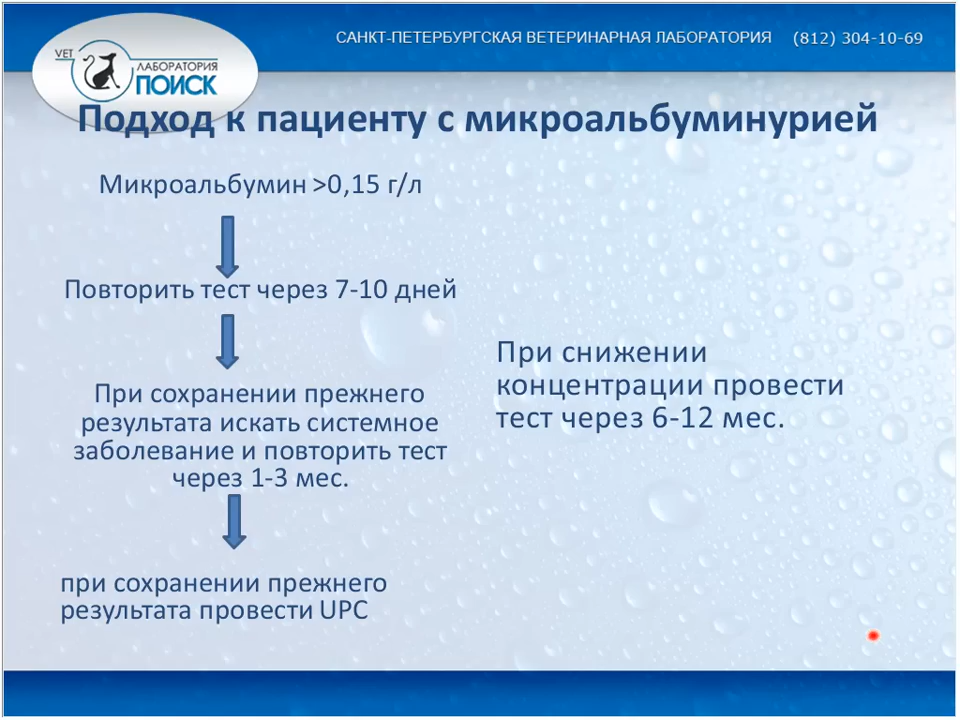 САНКТ-ПЕТЕРБУРГСКАЯ ВЕТЕРИНАРНАЯ ЛАБОРАТОРИЯ (812) 304-10-69
VET
ЛАБОРАТОРИЯ
ПОИСК
Подход к пациенту с микроальбуминурией
Микроальбумин >0,15 г/л
Повторить тест через 7-10 дней
При сохранении прежнего
результата искать системное
заболевание и повторить тест
через 1-3 мес.
при сохранении прежнего
результата провести UPC
При снижении
концентрации провести
тест через 6-12 мес.